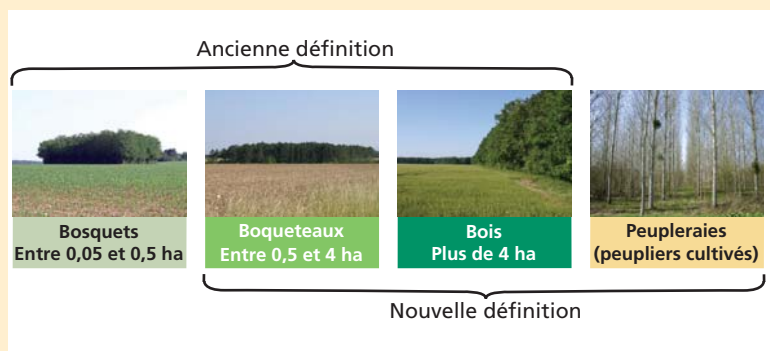 Ancienne définition
Bosquets
Entre 0,05 et 0,5 ha
Boqueteaux
Entre 0,5 et 4 ha
Bois
Plus de 4 ha
Peupleraies
(peupliers cultivés)
Nouvelle définition